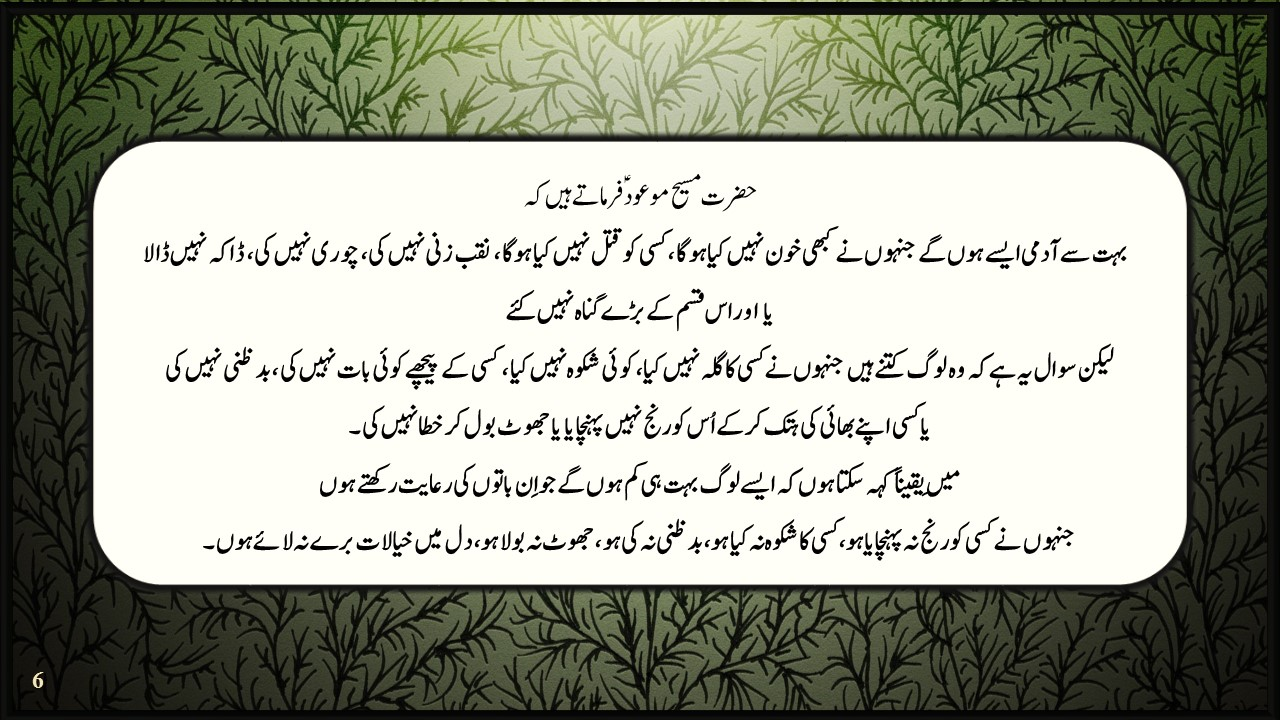 حضرت مسیح موعودؑ فرماتے ہیں کہ
بہت سے آدمی ایسے ہوں گے جنہوں نے کبھی خون نہیں کیا ہو گا، کسی کو قتل نہیں کیا ہو گا، نقب زنی نہیں کی، چوری نہیں کی، ڈاکہ نہیں ڈالا
یا اور اس قسم کے بڑے گناہ نہیں کئے
لیکن سوال یہ ہے کہ وہ لوگ کتنے ہیں جنہوں نے کسی کا گلہ نہیں کیا، کوئی شکوہ نہیں کیا، کسی کے پیچھے کوئی بات نہیں کی، بد ظنی نہیں کی
یا کسی اپنے بھائی کی ہتک کر کے اُس کو رنج نہیں پہنچایا یا جھوٹ بول کر خطا نہیں کی۔
میں یقیناً کہہ سکتا ہوں کہ ایسے لوگ بہت ہی کم ہوں گے جو اِن باتوں کی رعایت رکھتے ہوں
جنہوں نے کسی کو رنج نہ پہنچایا ہو، کسی کا شکوہ نہ کیا ہو، بد ظنی نہ کی ہو، جھوٹ نہ بولا ہو، دل میں خیالات برے نہ لائے ہوں۔
6